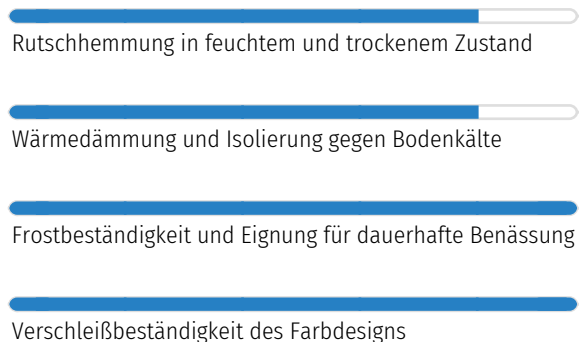 Rutschhemmung in feuchtem und trockenem Zustand
Wärmedämmung und Isolierung gegen Bodenkälte
Frostbeständigkeit und Eignung für dauerhafte Benässung
Verschleißbeständigkeit des Farbdesigns